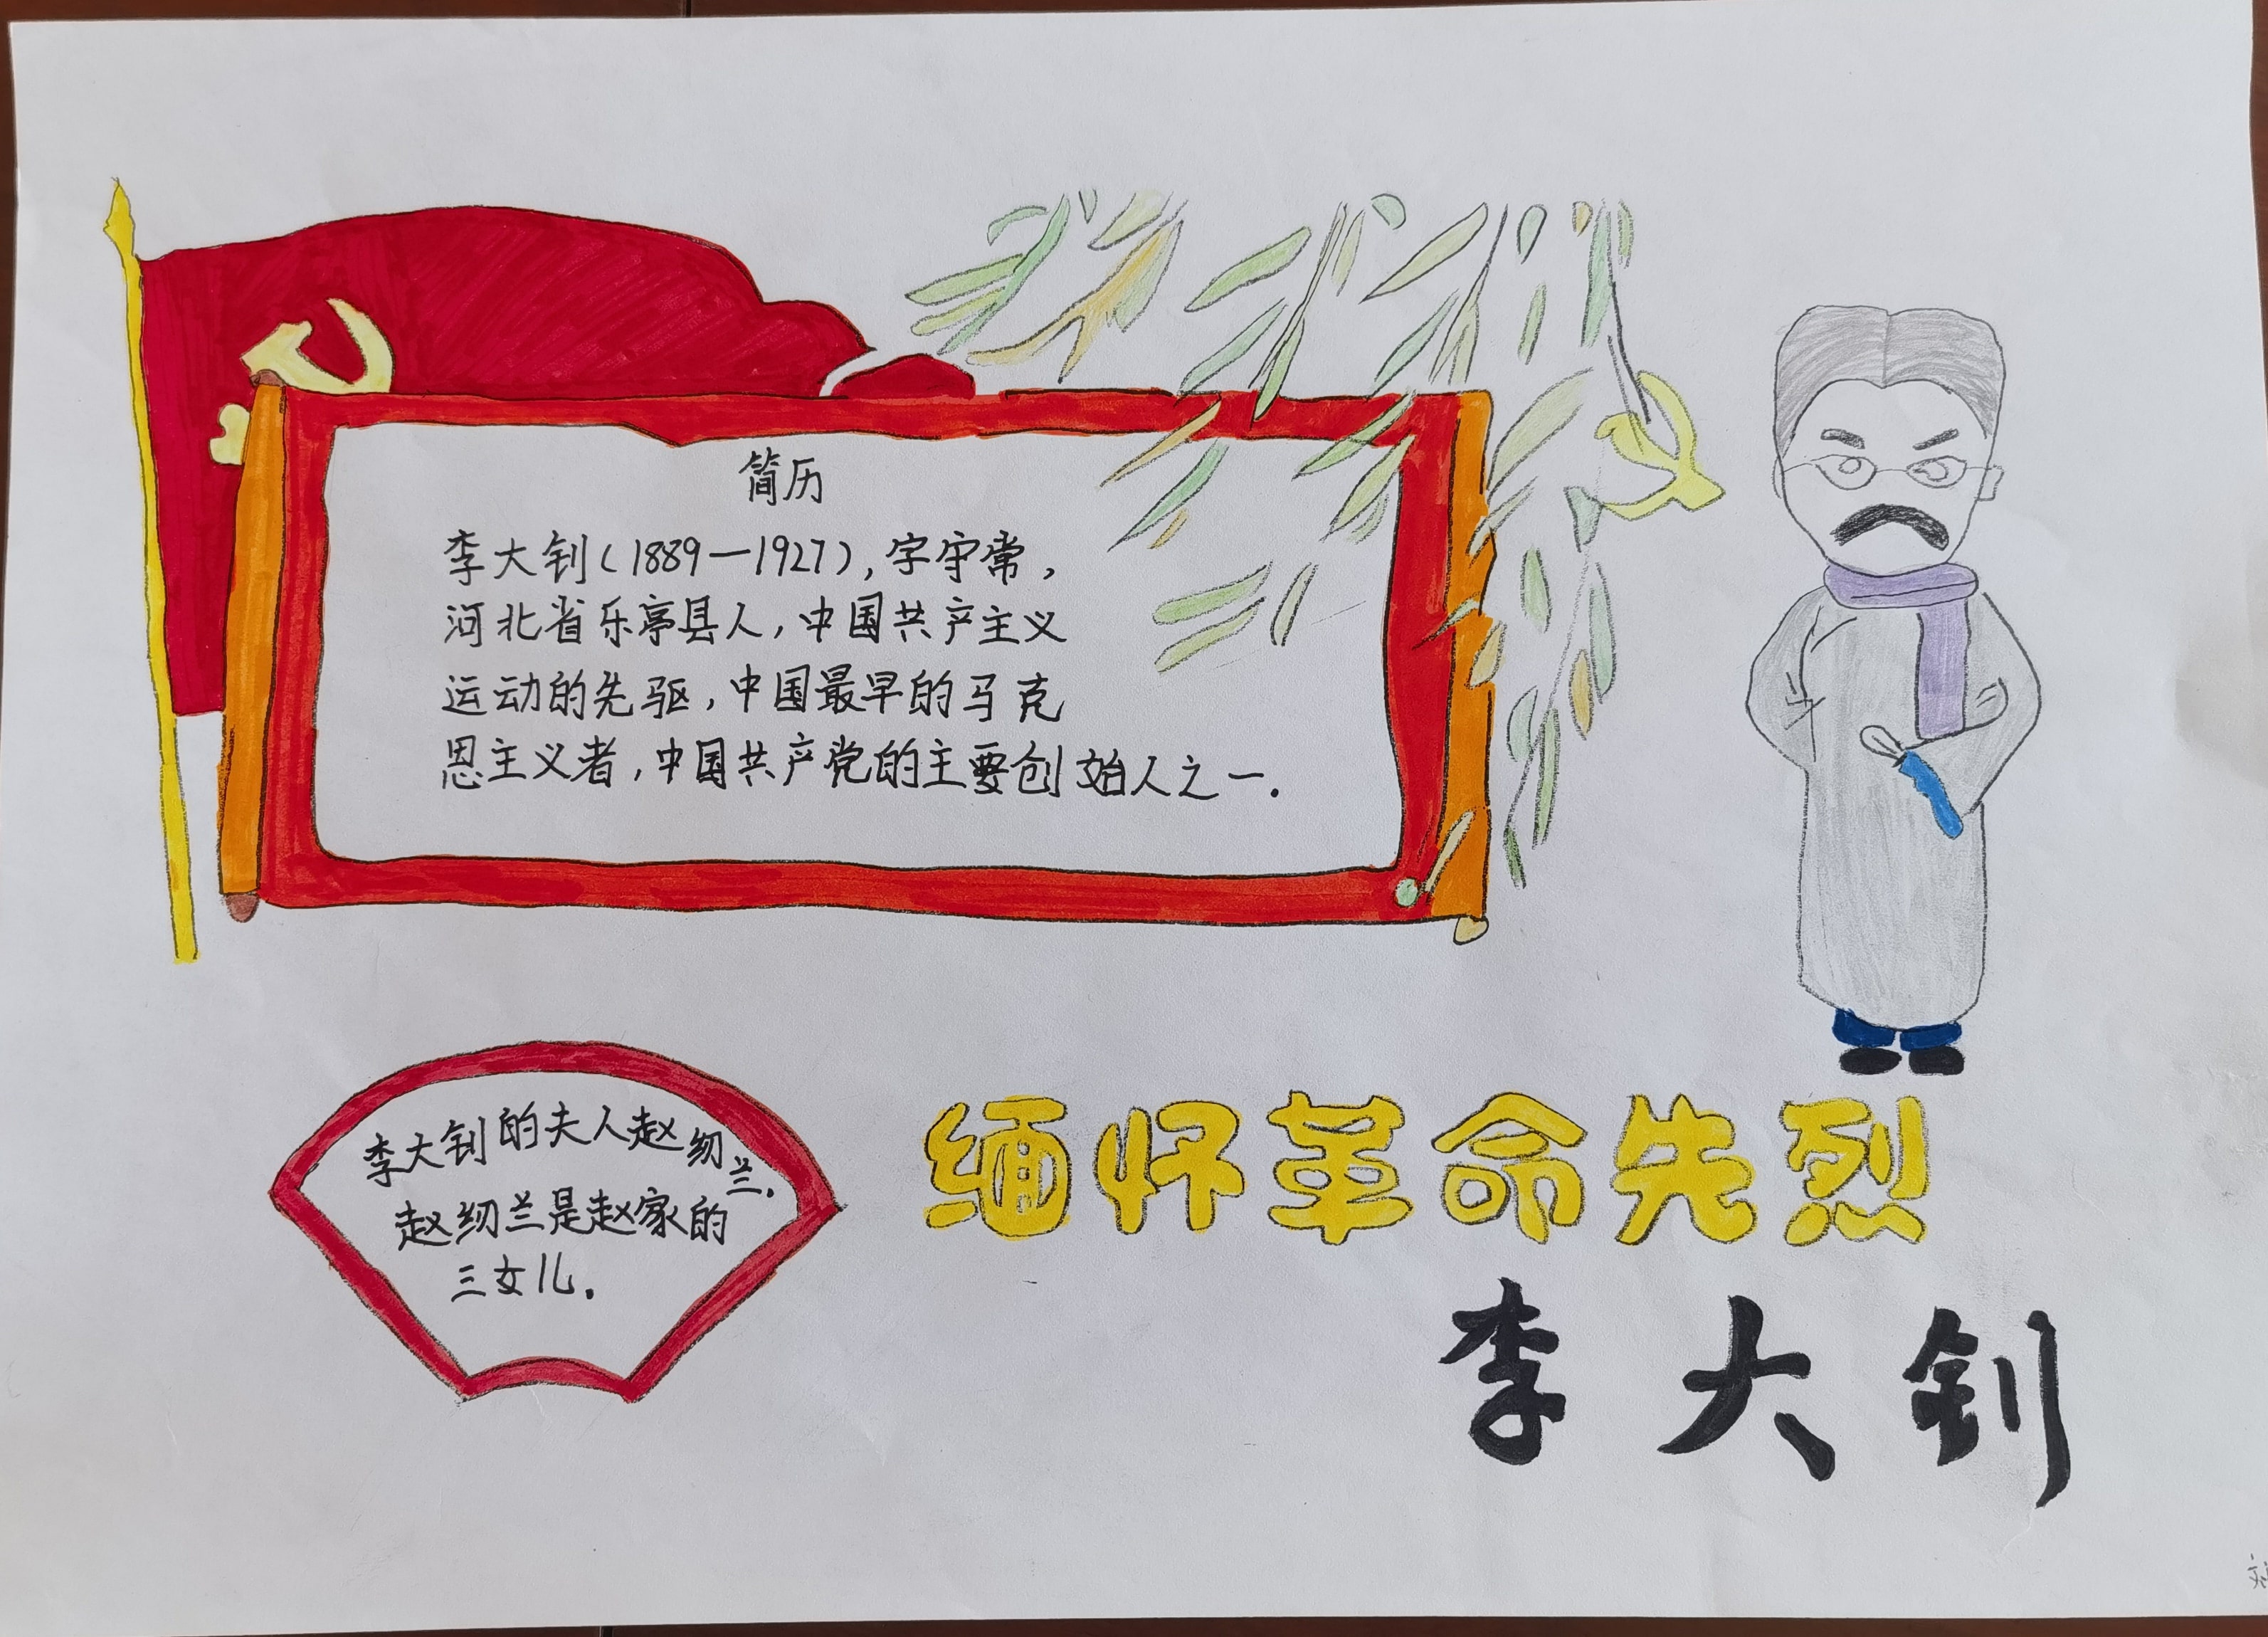 简历
李大钊(1889—1927),字守常,
河北省乐亭县人,中国共产主义
运动的先驱,中国最早的马克
思主义者,中国共产党的主要创始人之一.
李大钊的夫人赵纫兰.
赵纫兰是赵家的
三女儿.
缅怀革命先烈
李大钊